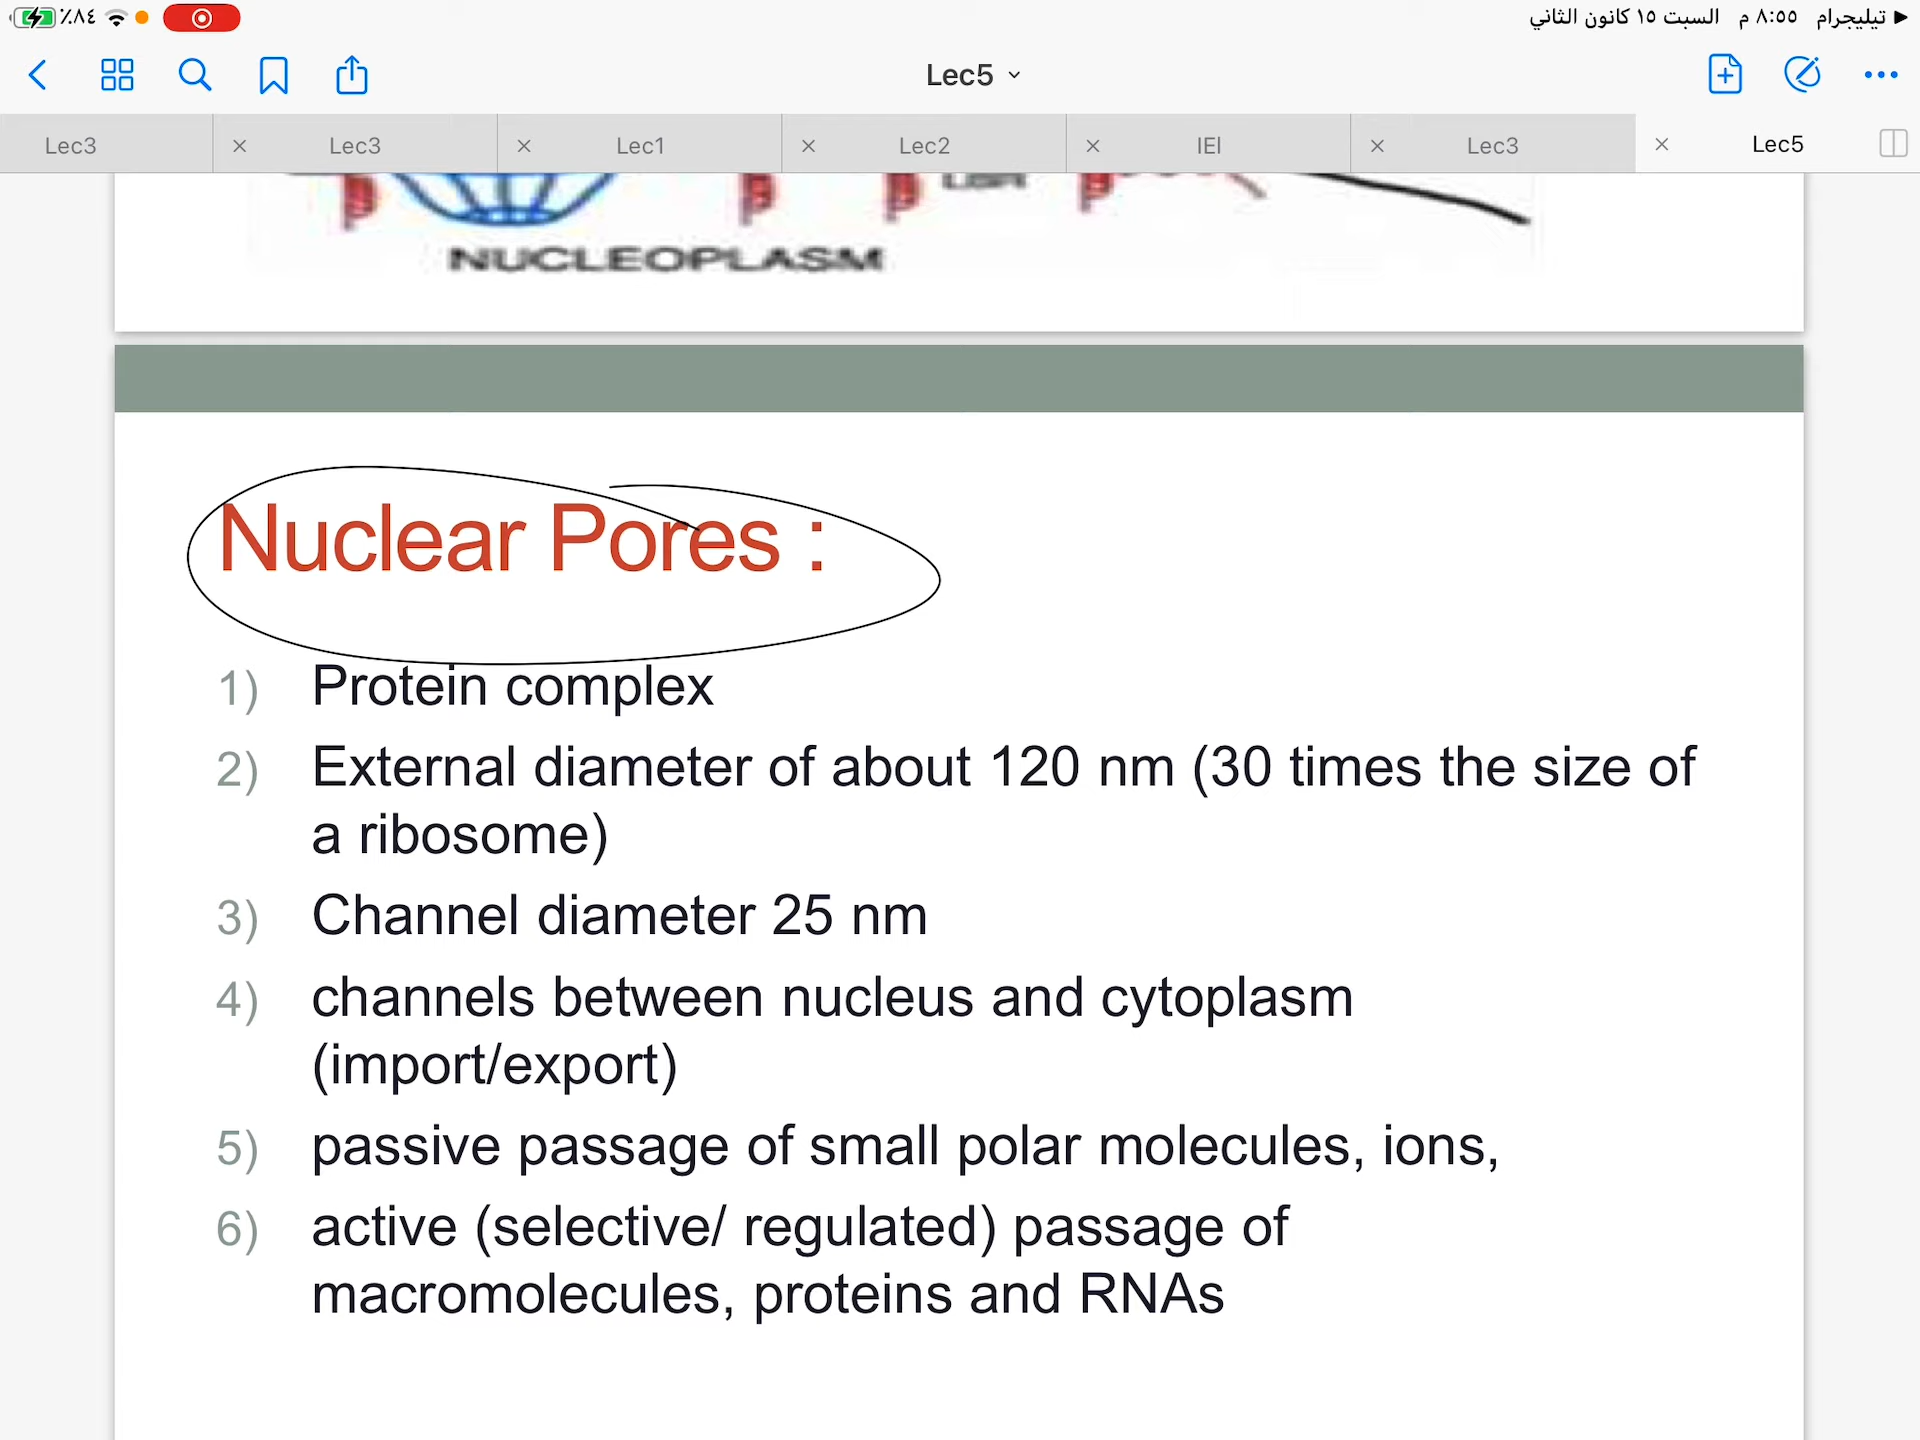 ٪٨٤
◀ تيليجرام ٨:٥٥ م السبت ١٥ كانون الثاني
Lec5
Lec3 Lec3 Lec1 Lec2 IEI Lec3 Lec5
NUCLEOPLASM
Nuclear Pores :
1) Protein complex
2) External diameter of about 120 nm (30 times the size of
a ribosome)
3) Channel diameter 25 nm
4) channels between nucleus and cytoplasm
(import/export)
5) passive passage of small polar molecules, ions,
6) active (selective/ regulated) passage of
macromolecules, proteins and RNAs